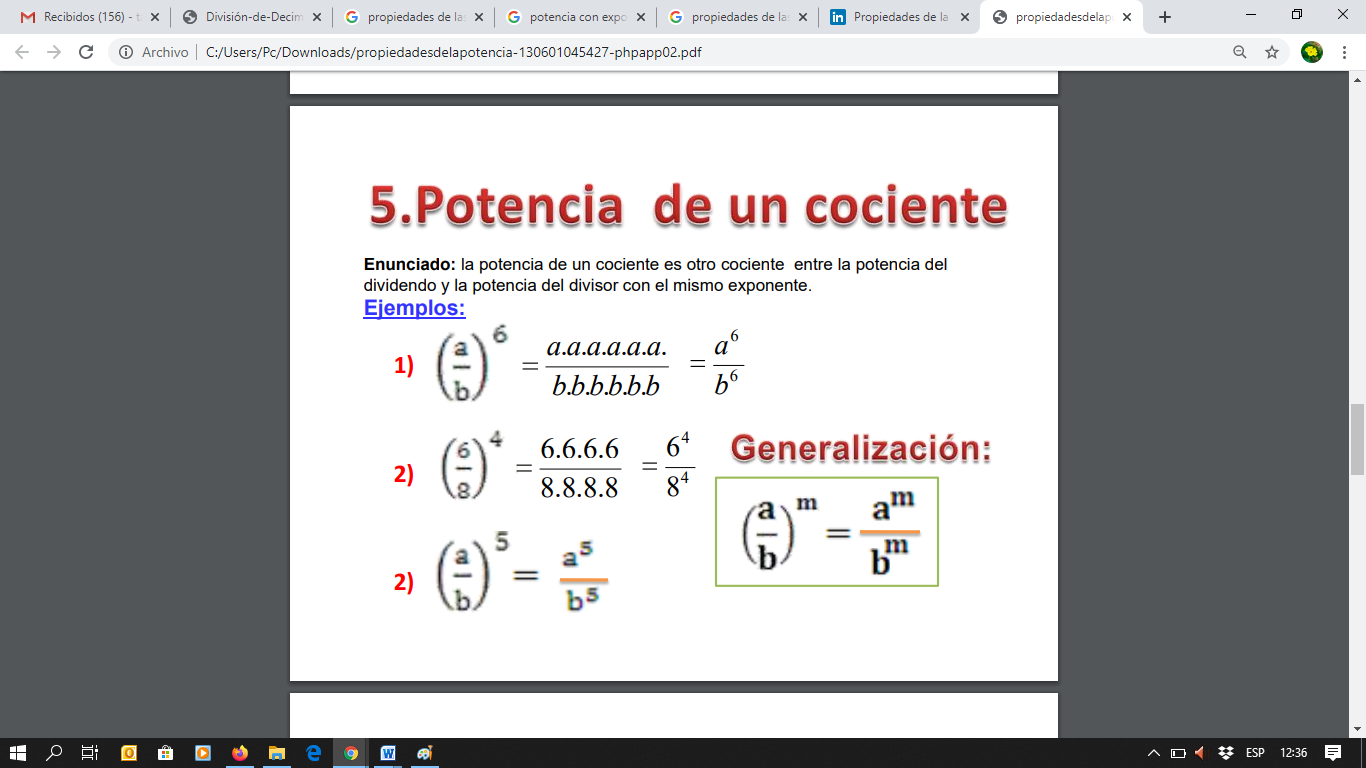 Recibidos (156) - t
División-de-Decim
propiedades de la
potencia con expo
propiedades de la
Propiedades de la
propiedadesdelap
Archivo | C:/Users/Pc/Downloads/propiedadesdelapotencia-130601045427-phpapp02.pdf
5.Potencia de un cociente
Enunciado: la potencia de un cociente es otro cociente entre la potencia del
dividendo y la potencia del divisor con el mismo exponente.
Ejemplos:
1) (a/b)^6 = a.a.a.a.a.a. / b.b.b.b.b.b = a^6/b^6
2) (6/8)^4 = 6.6.6.6 / 8.8.8.8 = 6^4/8^4
Generalización:
(a/b)^m = a^m/b^m
2) (a/b)^5 = a^5/b^5
ESP 12:36